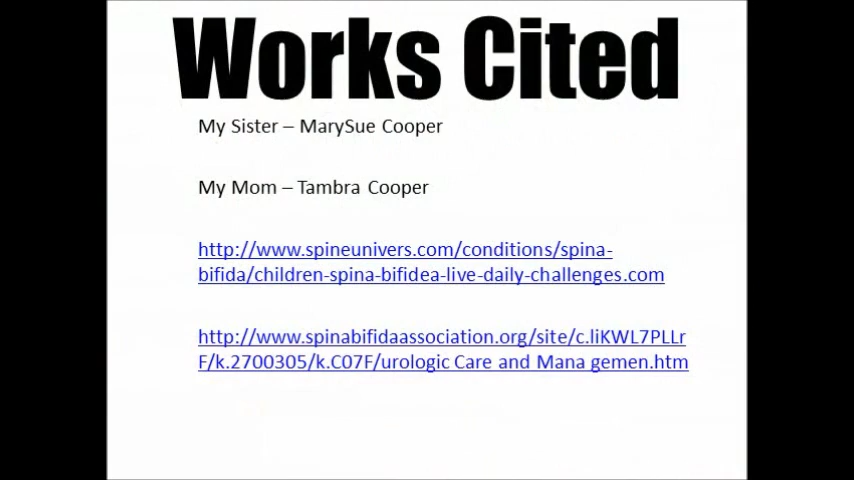 Works Cited
My Sister – MarySue Cooper
My Mom – Tambra Cooper
http://www.spineunivers.com/conditions/spina-
bifida/children-spina-bifidea-live-daily-challenges.com
http://www.spinabifidaassociation.org/site/c.liKWL7PLLr
F/k.2700305/k.C07F/urologic Care and Mana gemen.htm